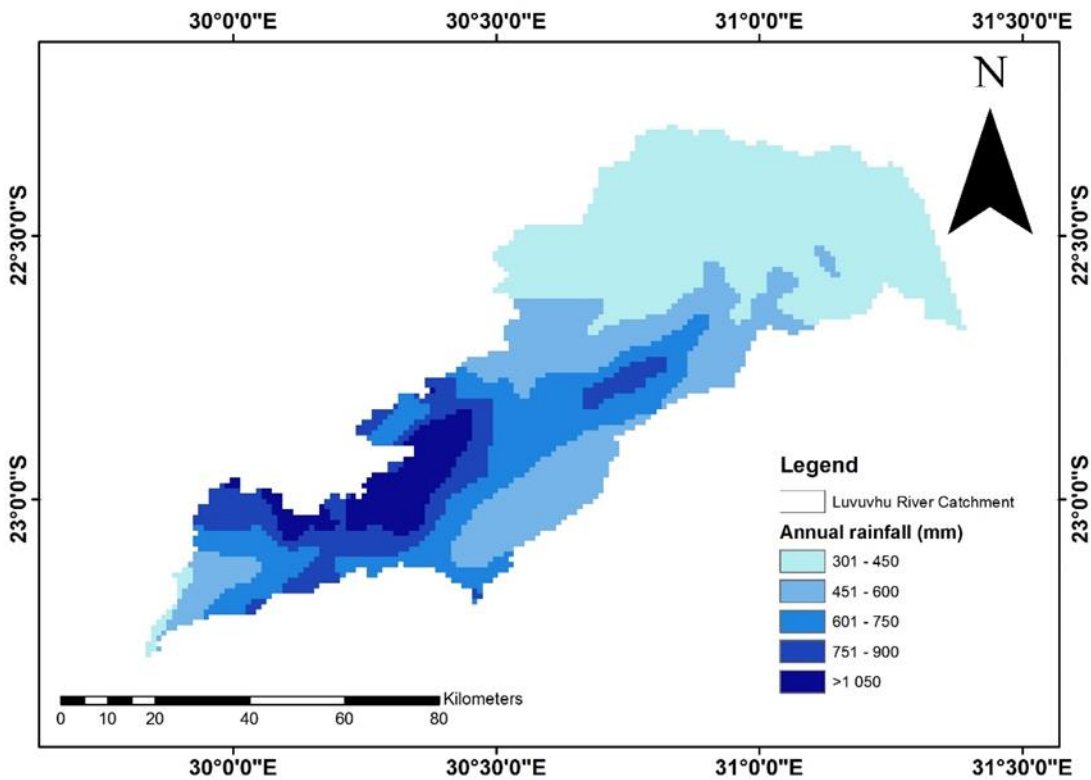 30°0'0"E 30°30'0"E 31°0'0"E 31°30'0"E
N
22°30'0"S
22°30'0"S
23°0'0"S
23°0'0"S
Legend
Luvuvhu River Catchment
Annual rainfall (mm)
301 - 450
451 - 600
601 - 750
751 - 900
>1 050
Kilometers
0 10 20 40 60 80
30°0'0"E 30°30'0"E 31°0'0"E 31°30'0"E